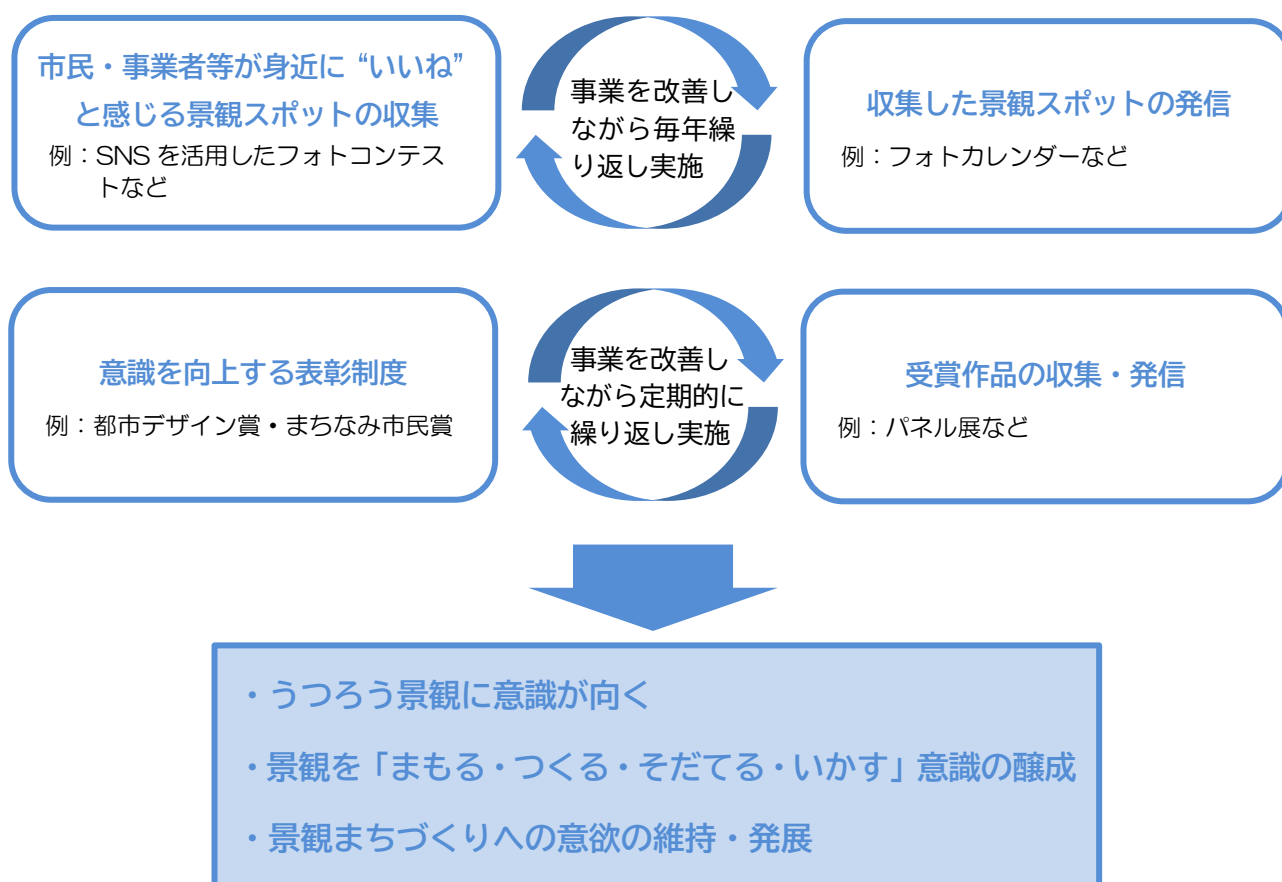 市民・事業者等が身近に “いいね”
と感じる景観スポットの収集
例：SNS を活用したフォトコンテス
トなど
事業を改善し
ながら毎年繰
り返し実施
収集した景観スポットの発信
例：フォトカレンダーなど
意識を向上する表彰制度
例：都市デザイン賞・まちなみ市民賞
事業を改善し
ながら定期的に
繰り返し実施
受賞作品の収集・発信
例：パネル展など
・うつろう景観に意識が向く
・景観を「まもる・つくる・そだてる・いかす」意識の醸成
・景観まちづくりへの意欲の維持・発展